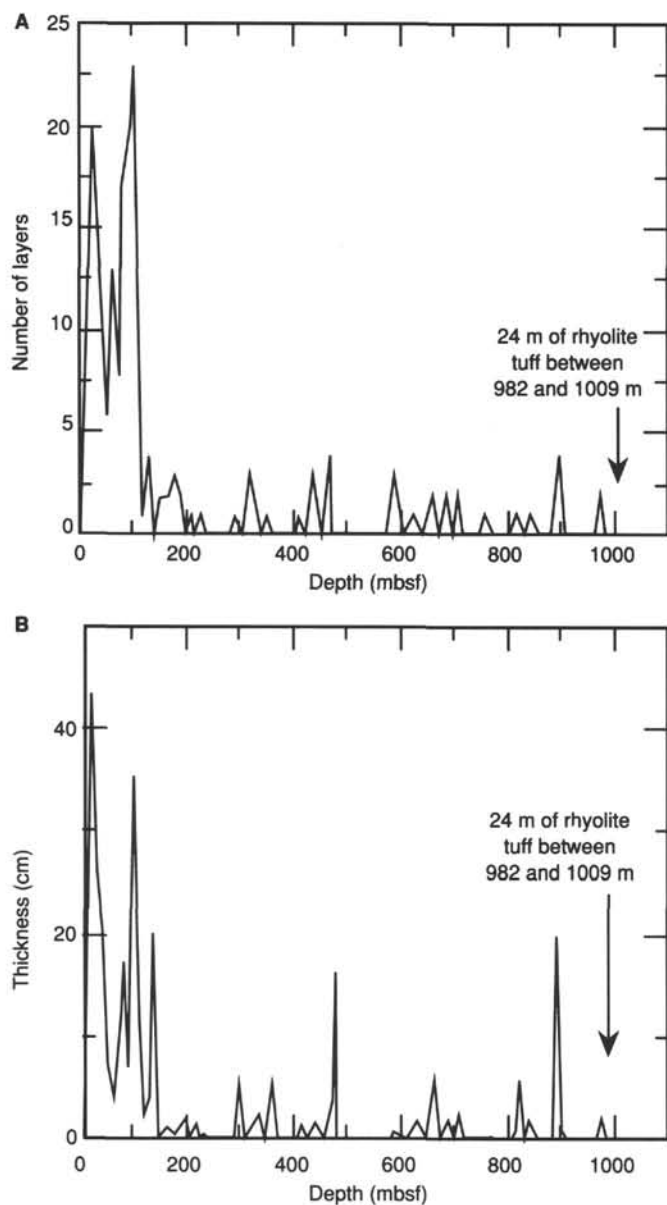 A
25
20
15
10
5
0
Number of layers
24 m of rhyolite
tuff between
982 and 1009 m
0 200 400 600 800 1000
Depth (mbsf)
B
40
20
0
Thickness (cm)
24 m of rhyolite
tuff between
982 and 1009 m
0 200 400 600 800 1000
Depth (mbsf)